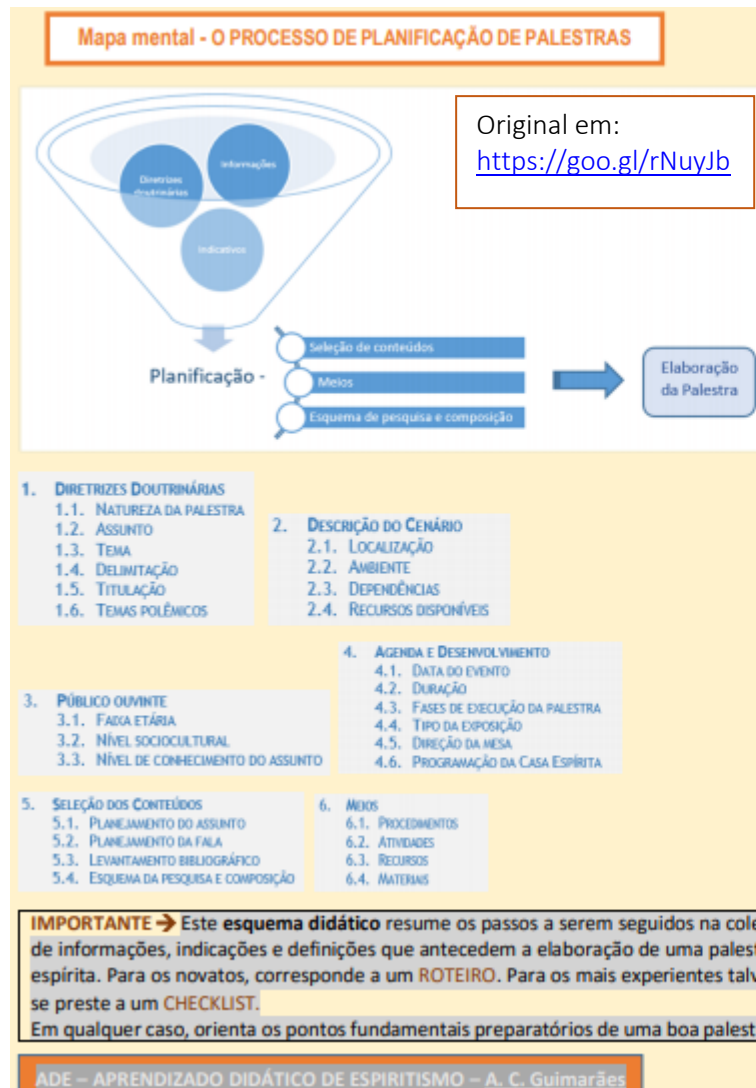 Mapa mental - O PROCESSO DE PLANIFICAÇÃO DE PALESTRAS
Original em:
https://goo.gl/rNuyJb
Informações
Diretrizes
doutrinárias
Indicativos
Planificação -
Seleção de conteúdos
Meios
Esquema de pesquisa e composição
Elaboração
da Palestra
1. DIRETRIZES DOUTRINÁRIAS
1.1. NATUREZA DA PALESTRA
1.2. ASSUNTO
1.3. TEMA
1.4. DELIMITAÇÃO
1.5. TITULAÇÃO
1.6. TEMAS POLÊMICOS
2. DESCRIÇÃO DO CENÁRIO
2.1. LOCALIZAÇÃO
2.2. AMBIENTE
2.3. DEPENDÊNCIAS
2.4. RECURSOS DISPONÍVEIS
3. PÚBLICO OUVINTE
3.1. FAIXA ETÁRIA
3.2. NÍVEL SOCIOCULTURAL
3.3. NÍVEL DE CONHECIMENTO DO ASSUNTO
4. AGENDA E DESENVOLVIMENTO
4.1. DATA DO EVENTO
4.2. DURAÇÃO
4.3. FASES DE EXECUÇÃO DA PALESTRA
4.4. TIPO DA EXPOSIÇÃO
4.5. DIREÇÃO DA MESA
4.6. PROGRAMAÇÃO DA CASA ESPÍRITA
5. SELEÇÃO DOS CONTEÚDOS
5.1. PLANEJAMENTO DO ASSUNTO
5.2. PLANEJAMENTO DA FALA
5.3. LEVANTAMENTO BIBLIOGRÁFICO
5.4. ESQUEMA DA PESQUISA E COMPOSIÇÃO
6. MEIOS
6.1. PROCEDIMENTOS
6.2. ATIVIDADES
6.3. RECURSOS
6.4. MATERIAIS
IMPORTANTE → Este esquema didático resume os passos a serem seguidos na cole
de informações, indicações e definições que antecedem a elaboração de uma palest
espírita. Para os novatos, corresponde a um ROTEIRO. Para os mais experientes talv
se preste a um CHECKLIST.
Em qualquer caso, orienta os pontos fundamentais preparatórios de uma boa palest
ADE – APRENDIZADO DIDÁTICO DE ESPIRITISMO – A. C. Guimarães